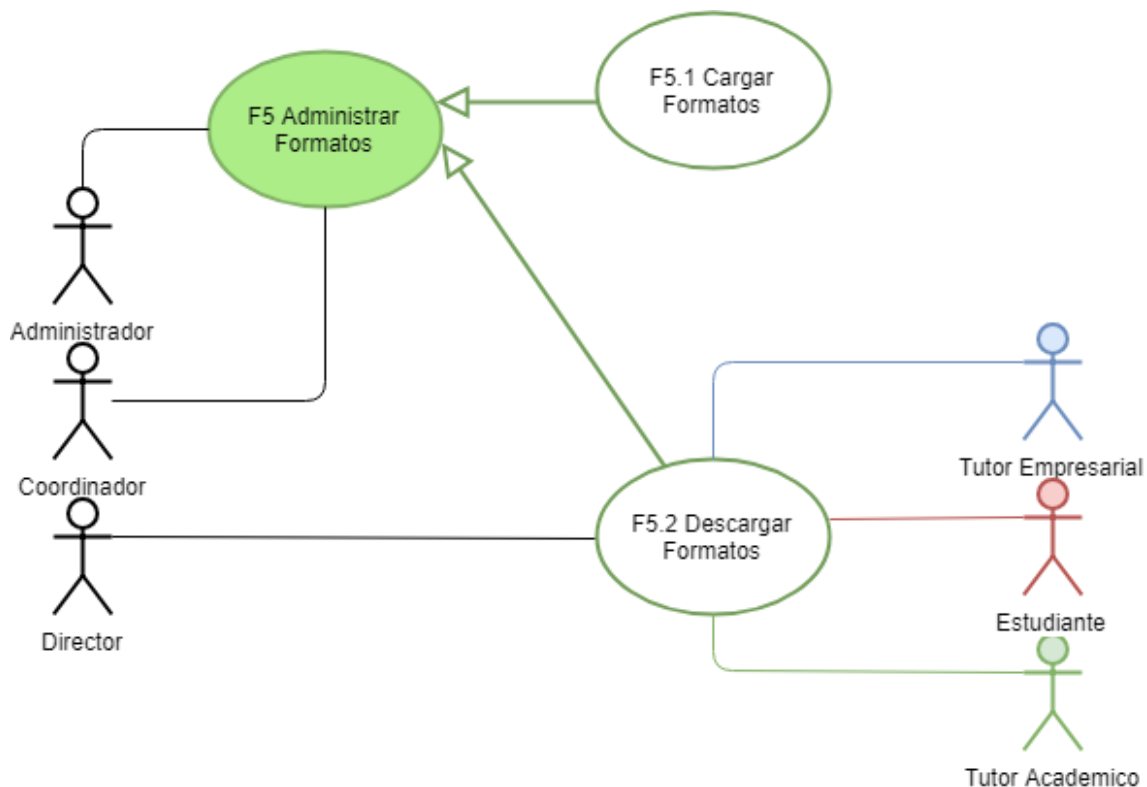 F5.1 Cargar
Formatos
F5 Administrar
Formatos
Administrador
Coordinador
Director
F5.2 Descargar
Formatos
Tutor Empresarial
Estudiante
Tutor Academico